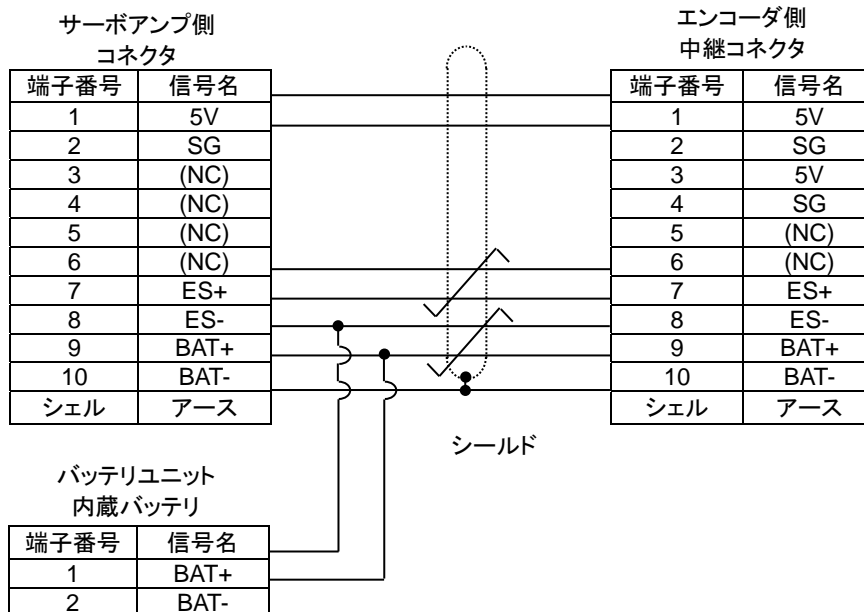 サーボアンプ側
コネクタ
端子番号 信号名
1 5V
2 SG
3 (NC)
4 (NC)
5 (NC)
6 (NC)
7 ES+
8 ES-
9 BAT+
10 BAT-
シェル アース
エンコーダ側
中継コネクタ
端子番号 信号名
1 5V
2 SG
3 5V
4 SG
5 (NC)
6 (NC)
7 ES+
8 ES-
9 BAT+
10 BAT-
シェル アース
シールド
バッテリユニット
内蔵バッテリ
端子番号 信号名
1 BAT+
2 BAT-